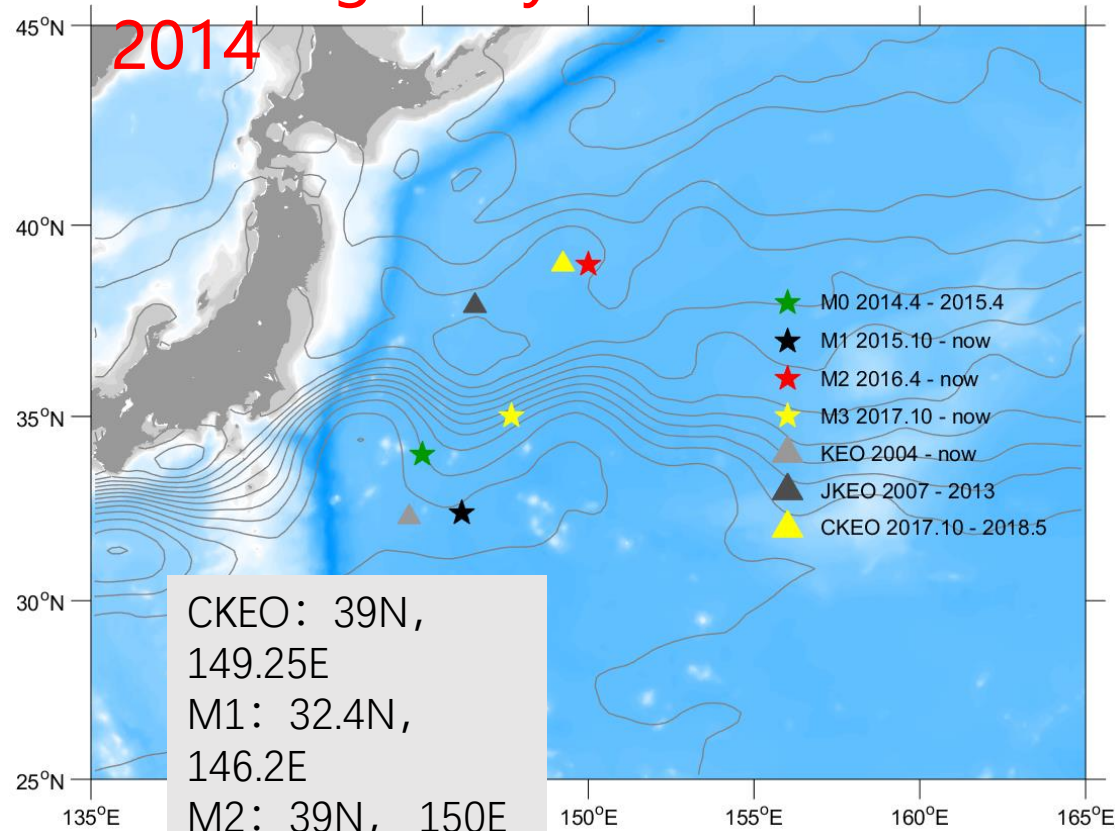 2014
45°N
40°N
35°N
30°N
25°N
135°E
150°E
155°E
160°E
165°E
M0 2014.4 - 2015.4
M1 2015.10 - now
M2 2016.4 - now
M3 2017.10 - now
KEO 2004 - now
JKEO 2007 - 2013
CKEO 2017.10 - 2018.5
CKEO：39N，
149.25E
M1：32.4N，
146.2E
M2：39N， 150E